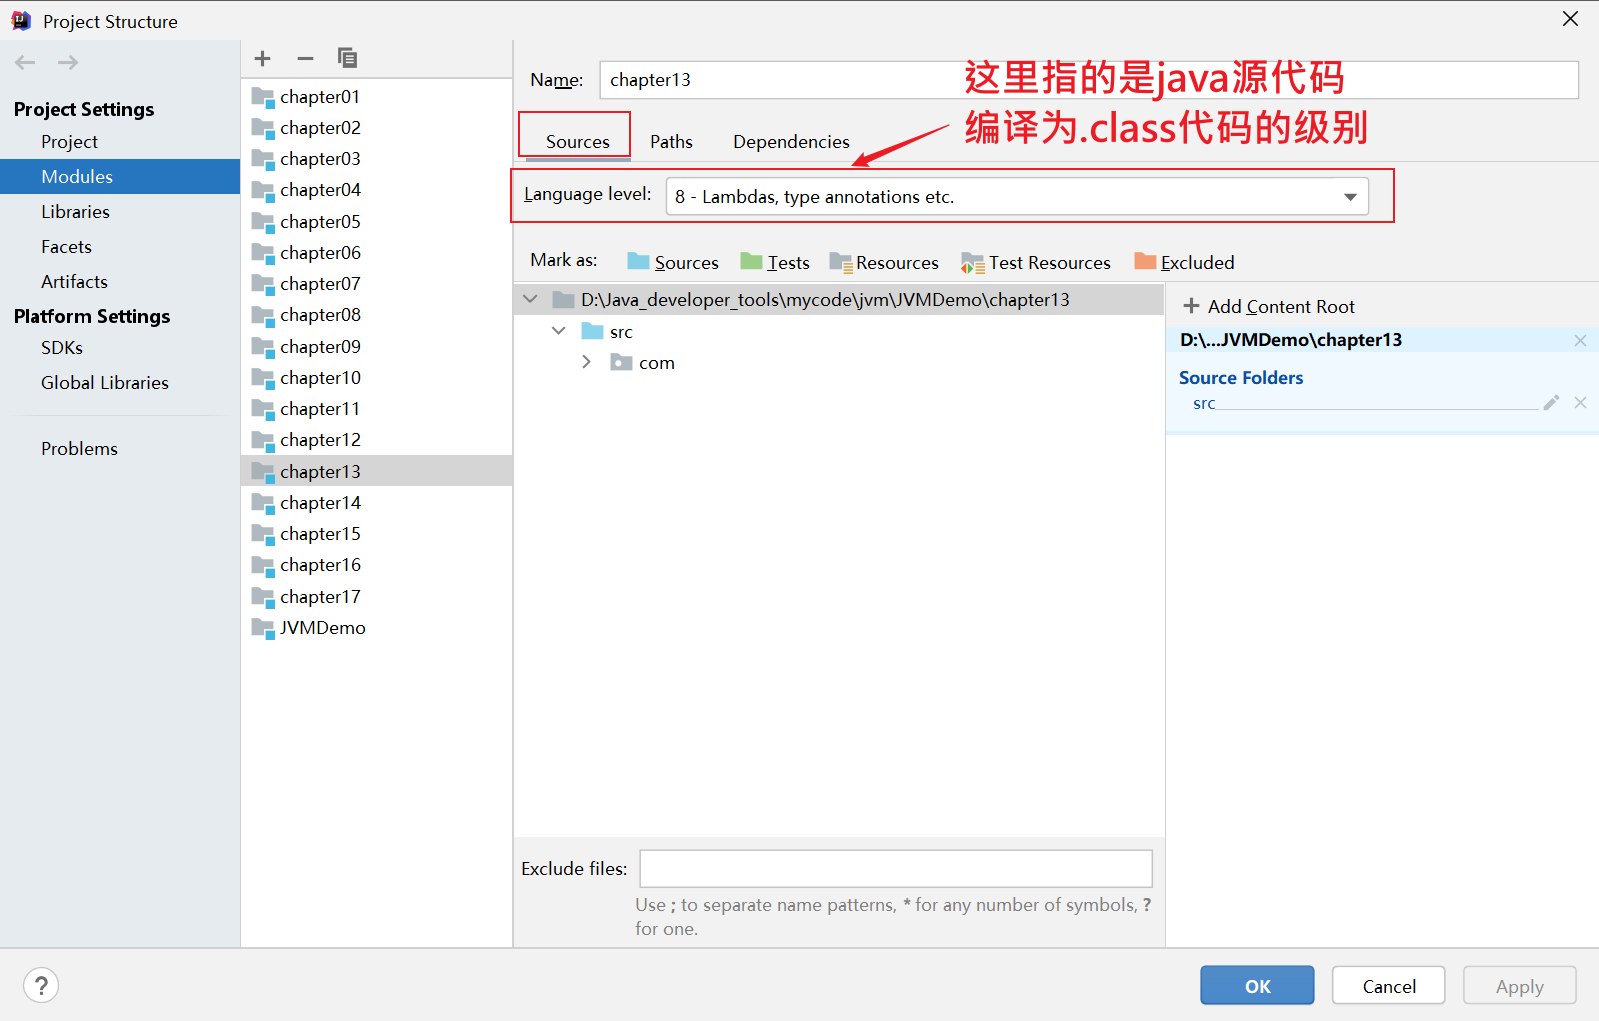 Project Structure
Project Settings
Project
Modules
Libraries
Facets
Artifacts
Platform Settings
SDKs
Global Libraries
Problems
chapter01
chapter02
chapter03
chapter04
chapter05
chapter06
chapter07
chapter08
chapter09
chapter10
chapter11
chapter12
chapter13
chapter14
chapter15
chapter16
chapter17
JVMDemo
Name: chapter13
这里指的是java源代码
编译为.class代码的级别
Sources Paths Dependencies
Language level: 8 - Lambdas, type annotations etc.
Mark as: Sources Tests Resources Test Resources Excluded
D:\Java_developer_tools\mycode\jvm\JVMDemo\chapter13
src
com
Add Content Root
D:\...JVMDemo\chapter13
Source Folders
src
Exclude files:
Use ; to separate name patterns, * for any number of symbols, ?
for one.
?
OK Cancel Apply